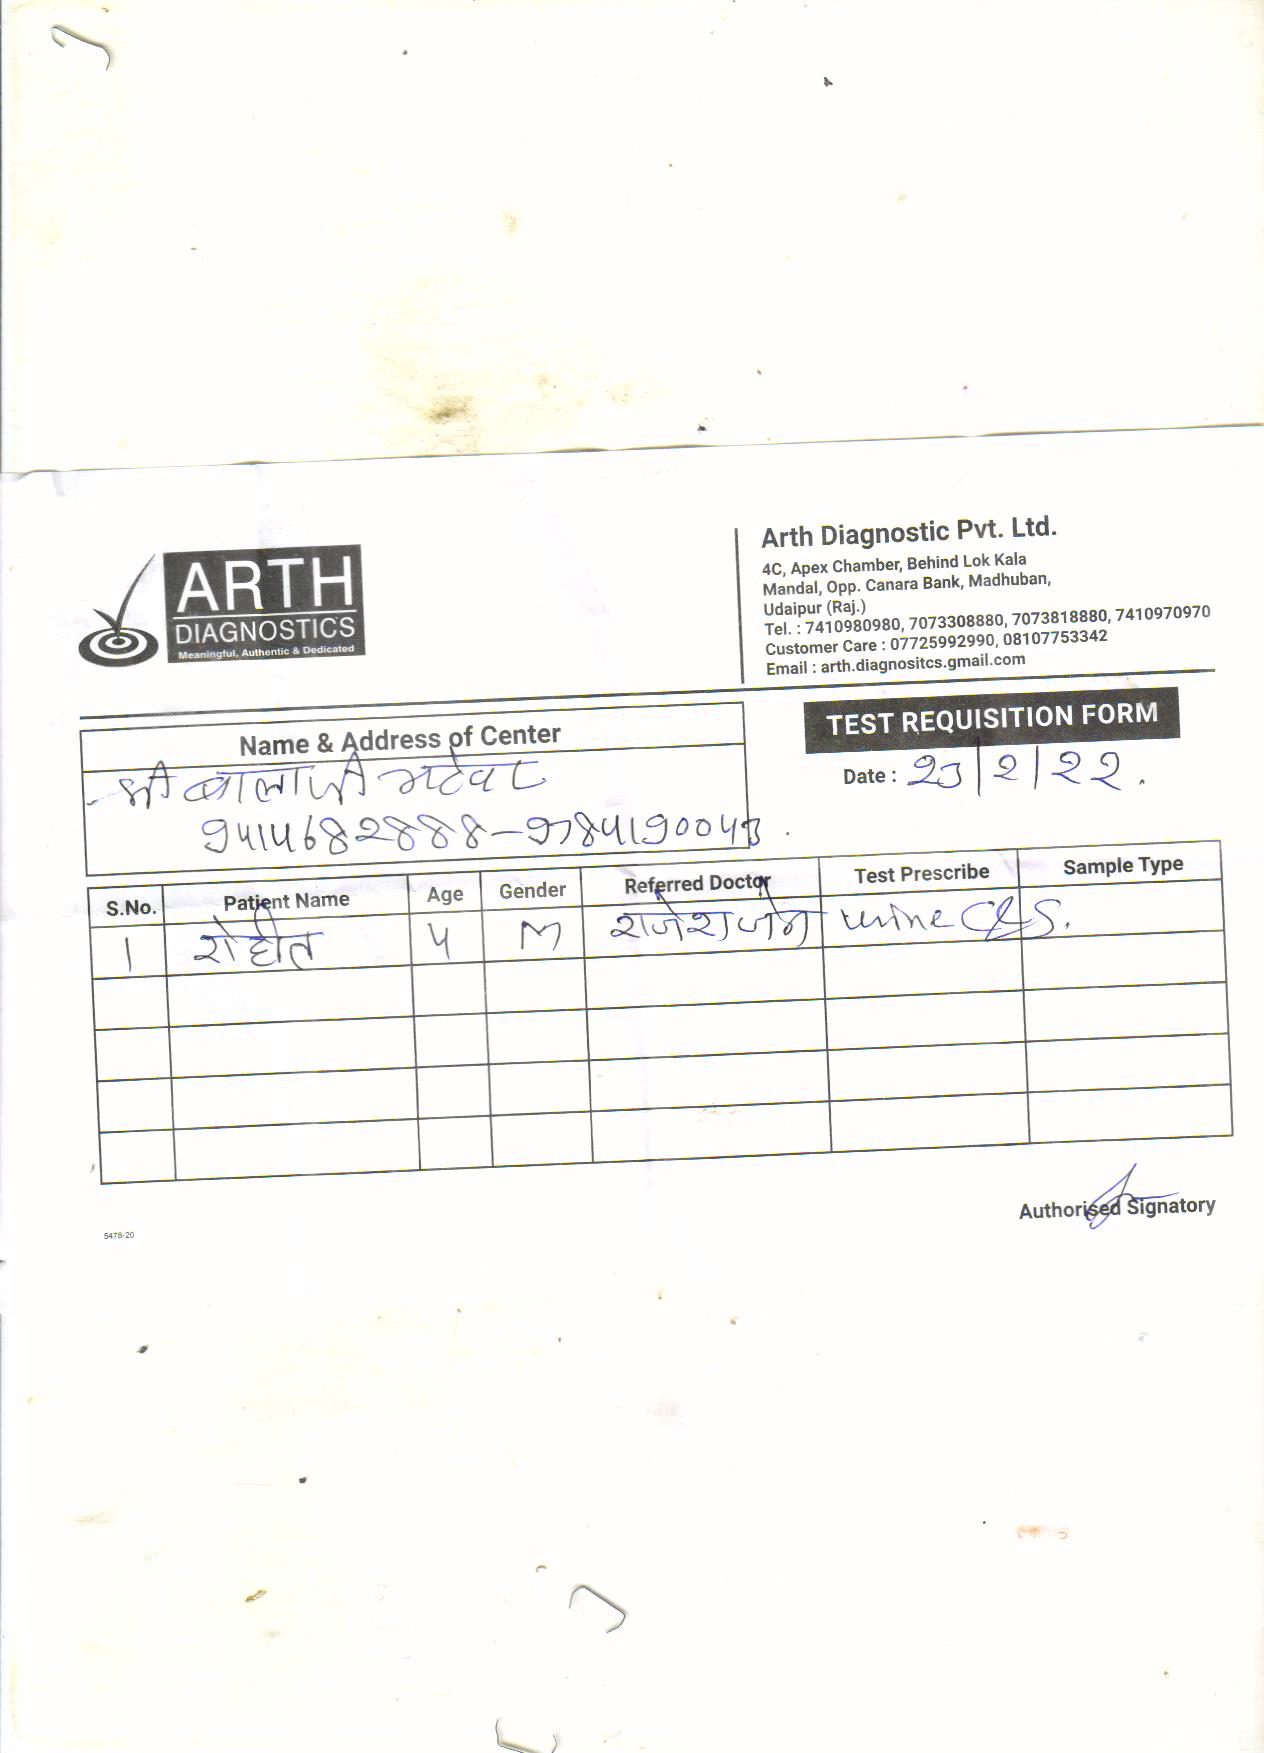 ARTH
DIAGNOSTICS
Meaningful, Authentic & Dedicated
Arth Diagnostic Pvt. Ltd.
4C, Apex Chamber, Behind Lok Kala
Mandal, Opp. Canara Bank, Madhuban,
Udaipur (Raj.)
Tel. : 7410980980, 7073308880, 7073818880, 7410970970
Customer Care : 07725992990, 08107753342
Email : arth.diagnositcs.gmail.com
Name & Address of Center
श्री बालाजी भटेवर
9414682888-9784190043
TEST REQUISITION FORM
Date : 23/2/22.
S.No. Patient Name Age Gender Referred Doctor Test Prescribe Sample Type
1 रोहीत 4 M राजेश जैन urine C/S.
Authorised Signatory
5478-20